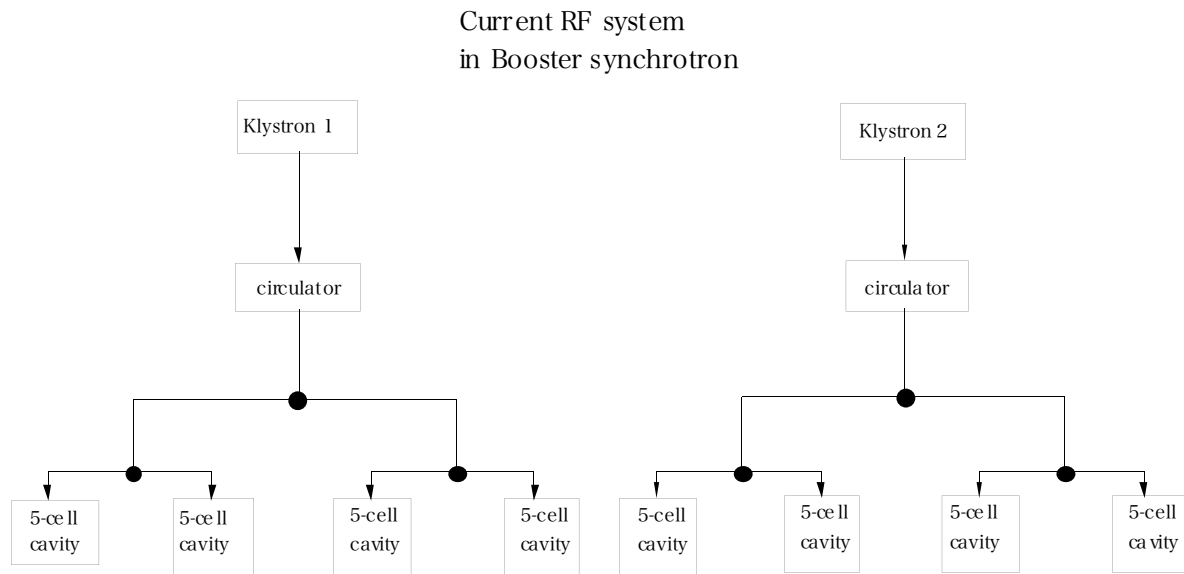 Current RF system
in Booster synchrotron
Klystron 1
Klystron 2
circulator
circulator
5-cell
cavity
5-cell
cavity
5-cell
cavity
5-cell
cavity
5-cell
cavity
5-cell
cavity
5-cell
cavity
5-cell
cavity